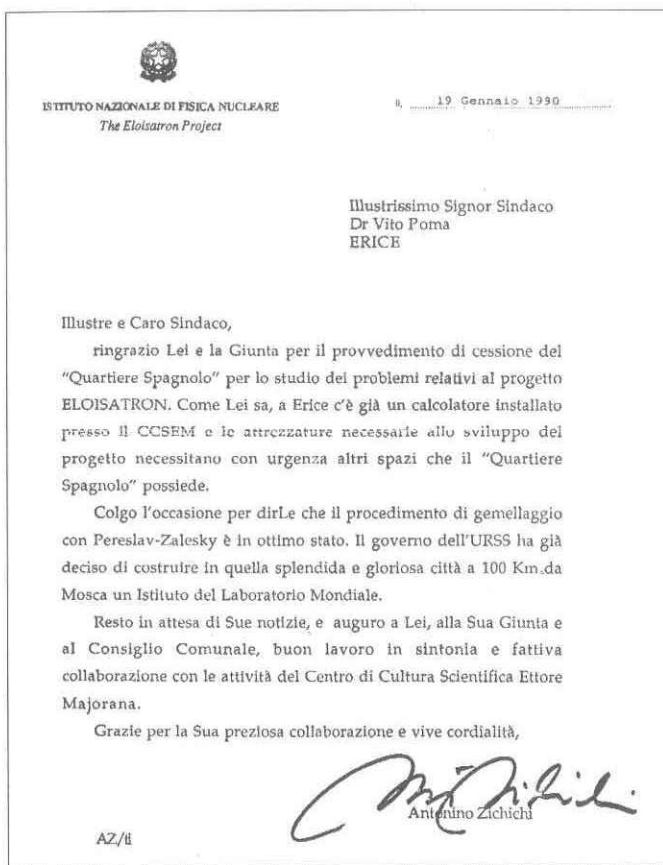 ISTITUTO NAZIONALE DI FISICA NUCLEARE
The Eloisatron Project
lì, 19 Gennaio 1990
Illustrissimo Signor Sindaco
Dr Vito Poma
ERICE
Illustre e Caro Sindaco,
ringrazio Lei e la Giunta per il provvedimento di cessione del
“Quartiere Spagnolo” per lo studio dei problemi relativi al progetto
ELOISATRON. Come Lei sa, a Erice c'è già un calcolatore installato
presso il CCSEM e le attrezzature necessarie allo sviluppo del
progetto necessitano con urgenza altri spazi che il “Quartiere
Spagnolo” possiede.
Colgo l'occasione per dirLe che il procedimento di gemellaggio
con Pereslav-Zalesky è in ottimo stato. Il governo dell'URSS ha già
deciso di costruire in quella splendida e gloriosa città a 100 Km.da
Mosca un Istituto del Laboratorio Mondiale.
Resto in attesa di Sue notizie, e auguro a Lei, alla Sua Giunta e
al Consiglio Comunale, buon lavoro in sintonia e fattiva
collaborazione con le attività del Centro di Cultura Scientifica Ettore
Majorana.
Grazie per la Sua preziosa collaborazione e vive cordialità,
Antonino Zichichi
AZ/ti